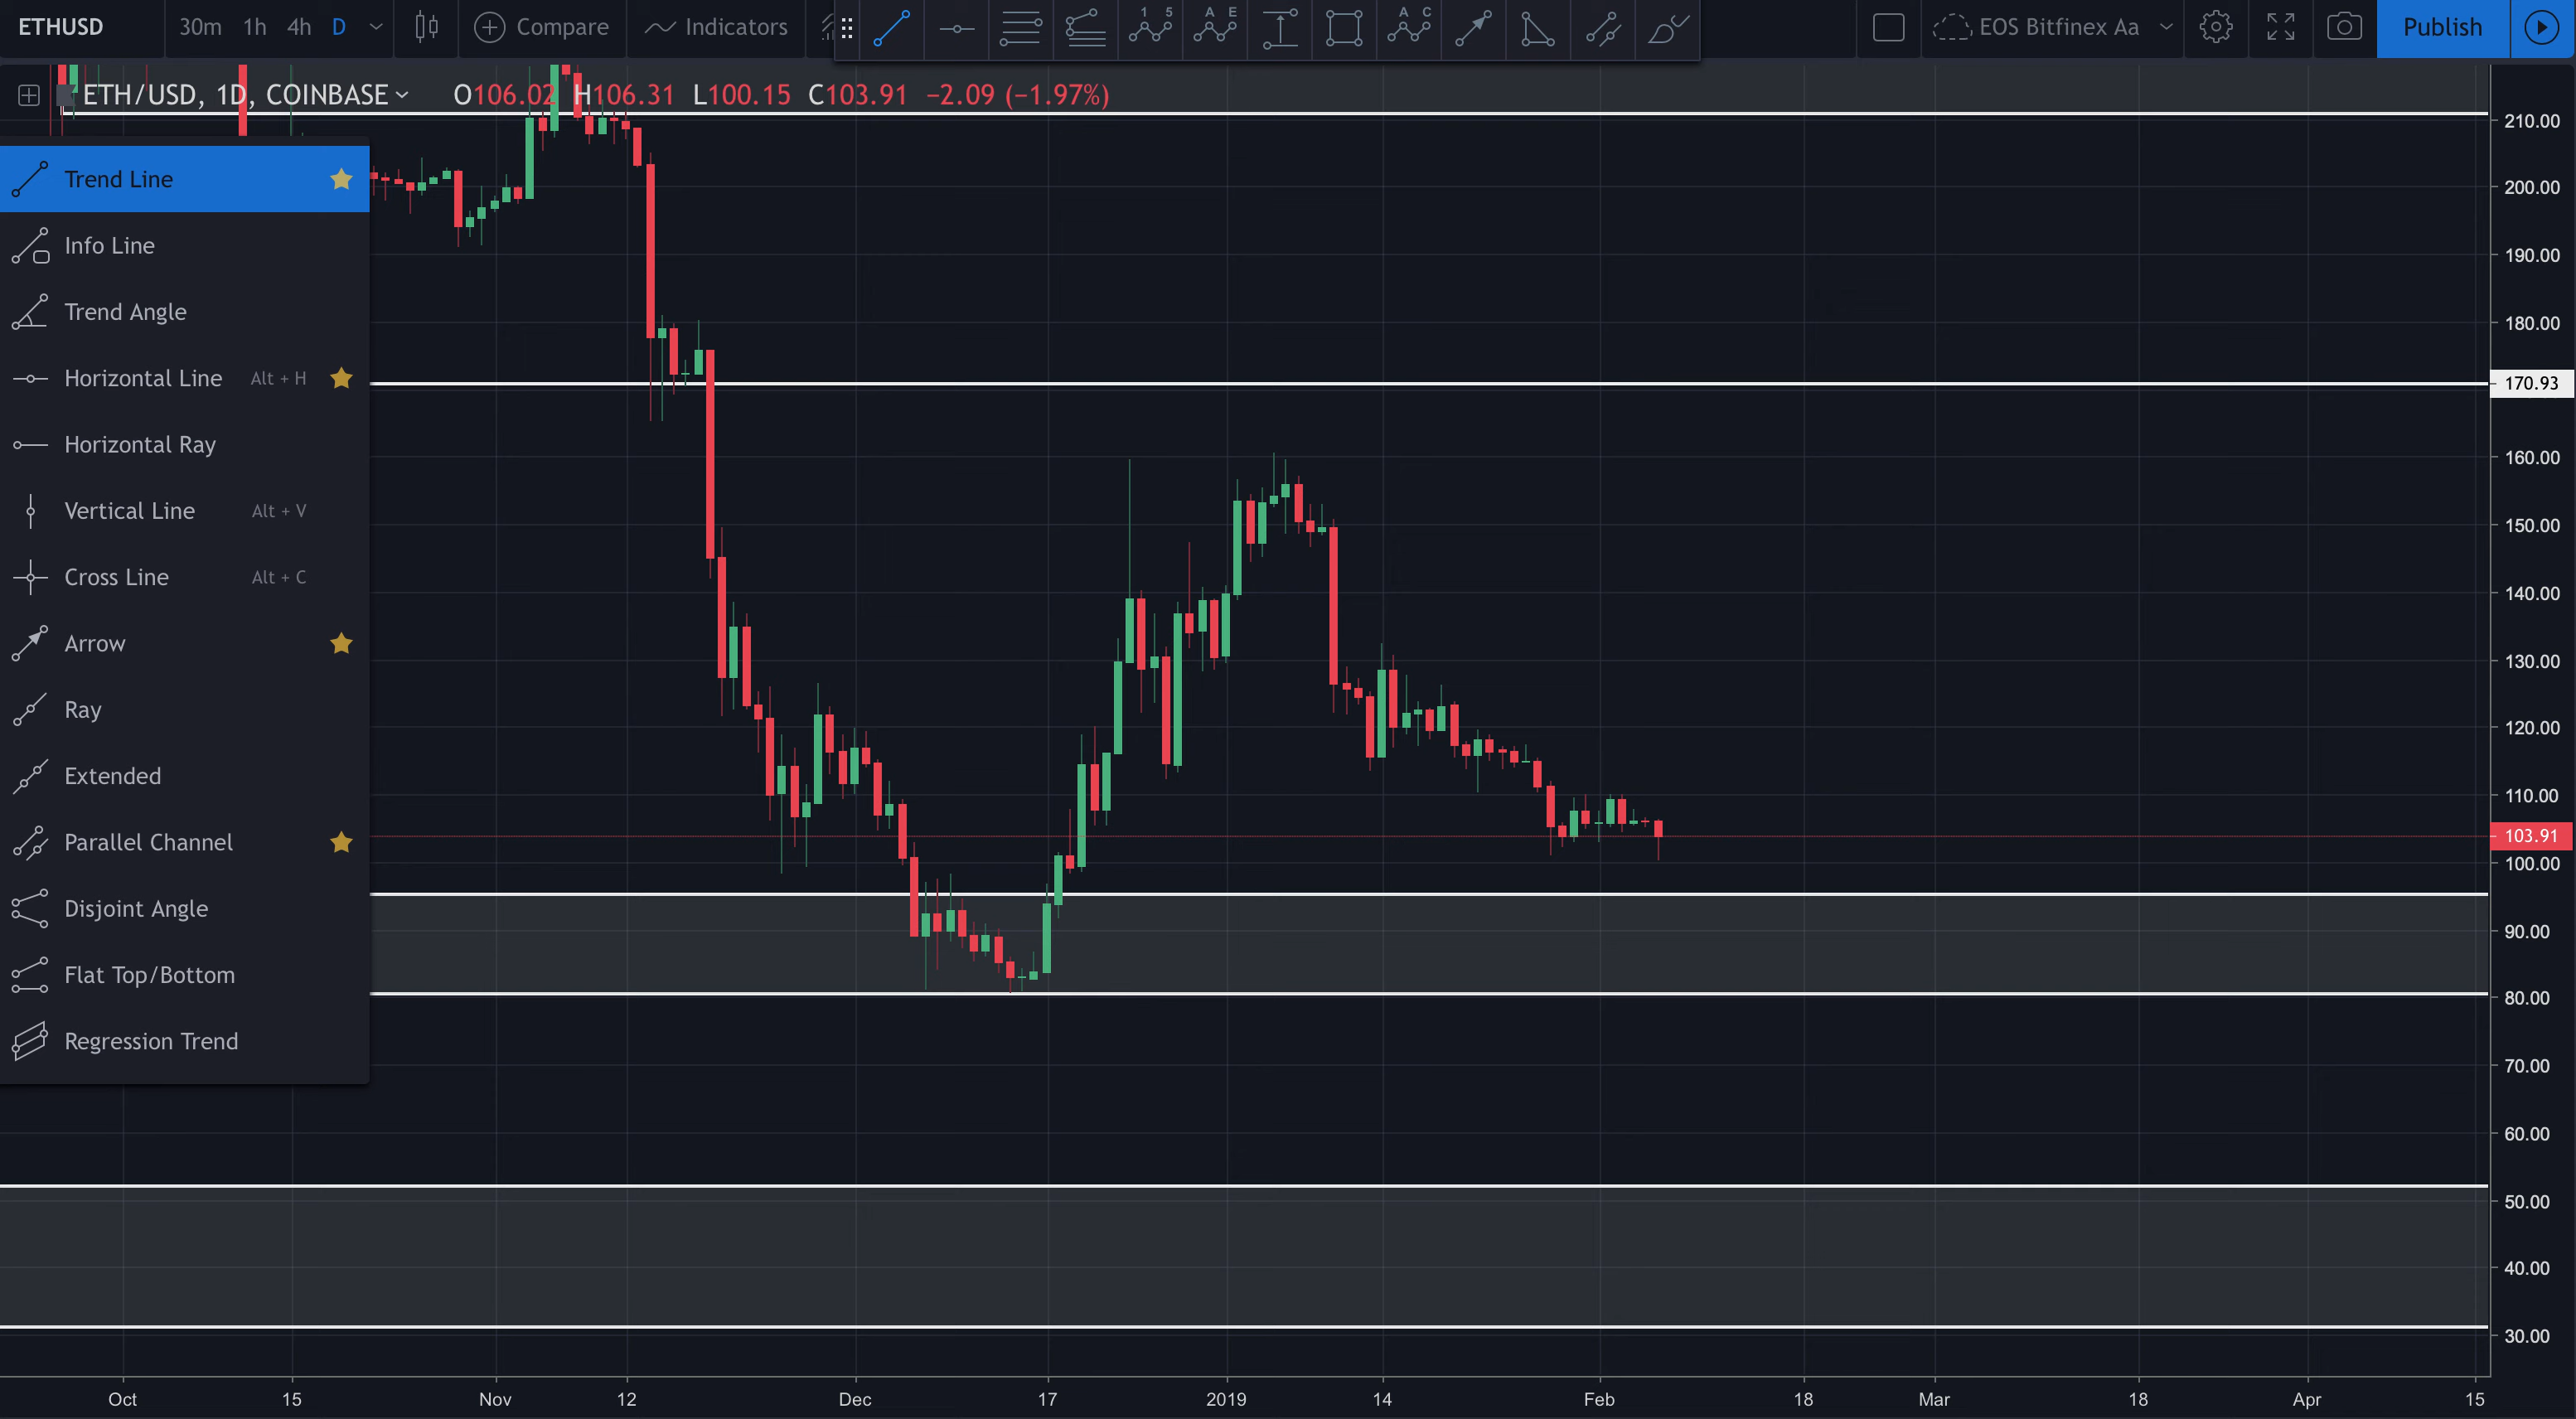 ETHUSD 30m 1h 4h D Compare Indicators 1 5 A E A C EOS Bitfinex Aa Publish
ETH/USD, 1D, COINBASE O106.02 H106.31 L100.15 C103.91 −2.09 (−1.97%)
210.00
Trend Line
200.00
Info Line
190.00
Trend Angle
180.00
Horizontal Line Alt + H
170.93
Horizontal Ray
160.00
Vertical Line Alt + V
150.00
Cross Line Alt + C
140.00
Arrow
130.00
Ray
120.00
Extended
110.00
Parallel Channel
103.91
100.00
Disjoint Angle
90.00
Flat Top/Bottom
80.00
Regression Trend
70.00
60.00
50.00
40.00
30.00
Oct 15 Nov 12 Dec 17 2019 14 Feb 18 Mar 18 Apr 15